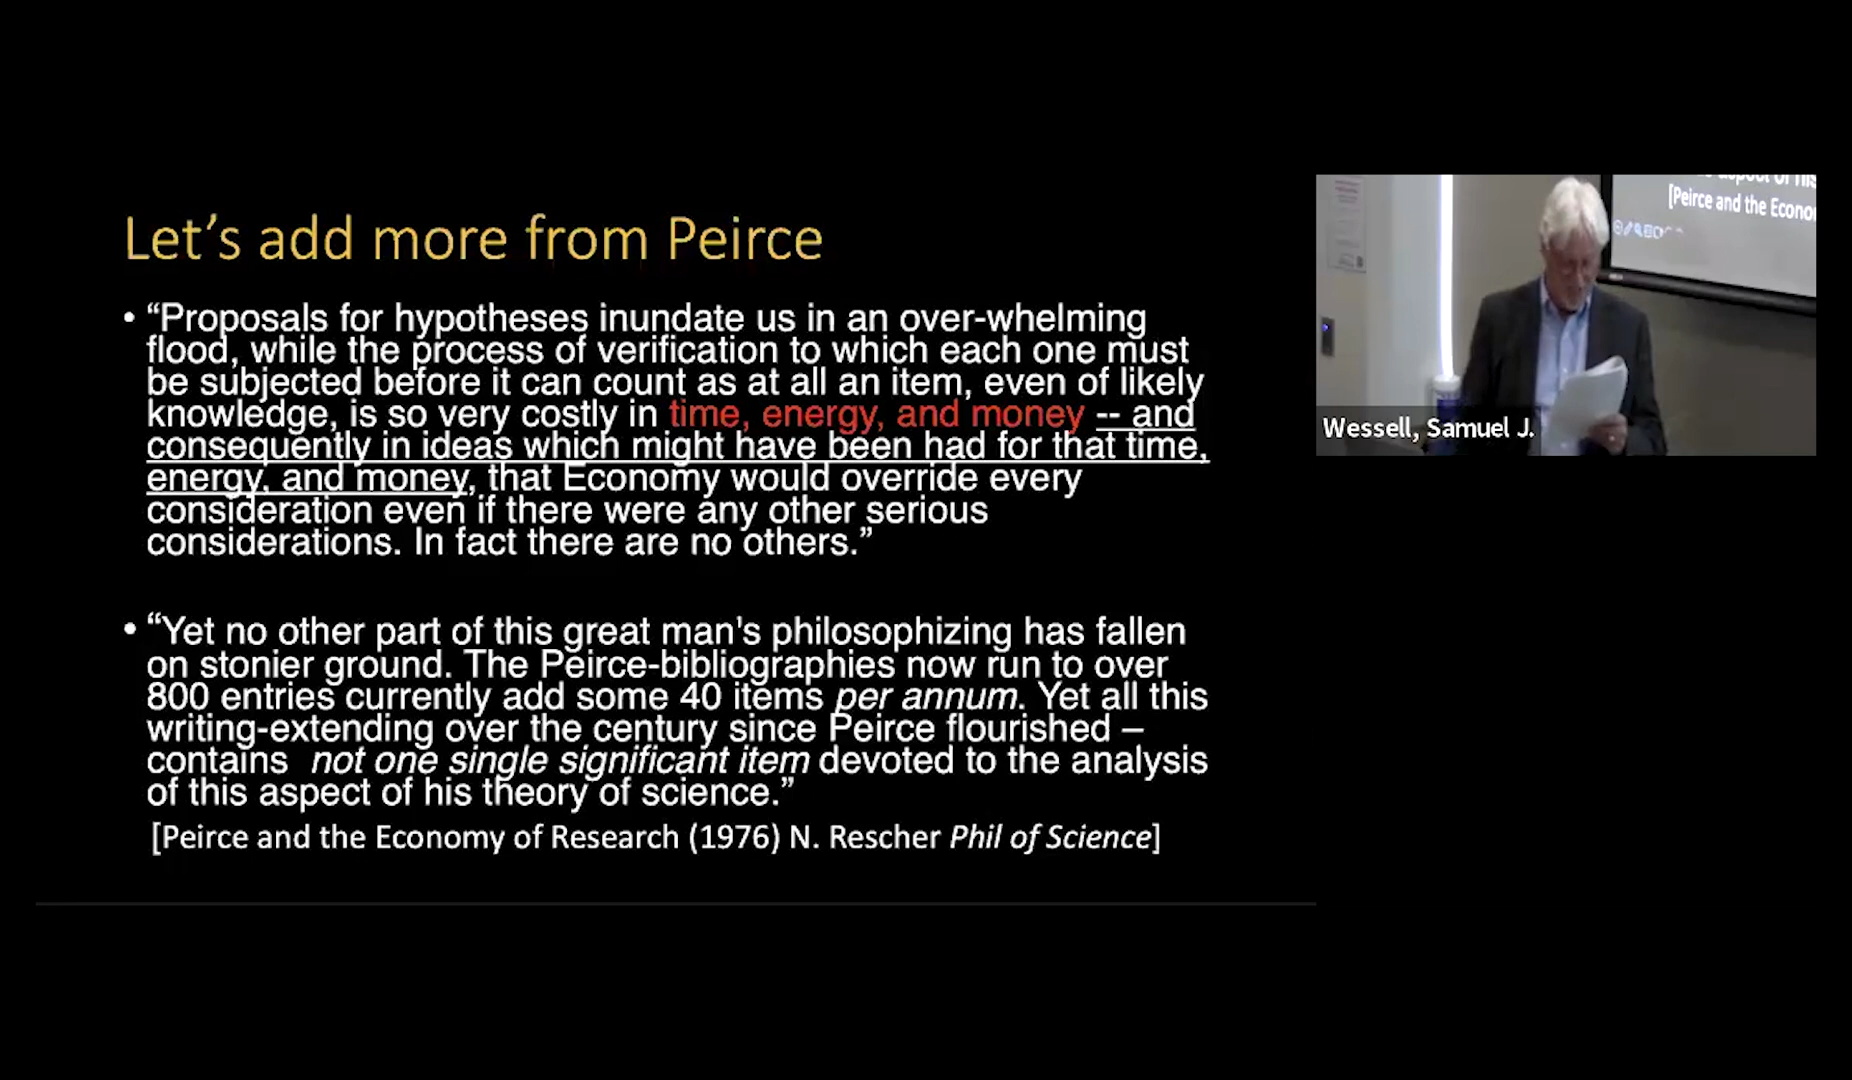 Let’s add more from Peirce
• “Proposals for hypotheses inundate us in an over-whelming
flood, while the process of verification to which each one must
be subjected before it can count as at all an item, even of likely
knowledge, is so very costly in time, energy, and money -- and
consequently in ideas which might have been had for that time,
energy, and money, that Economy would override every
consideration even if there were any other serious
considerations. In fact there are no others.”
• “Yet no other part of this great man’s philosophizing has fallen
on stonier ground. The Peirce-bibliographies now run to over
800 entries currently add some 40 items per annum. Yet all this
writing-extending over the century since Peirce flourished –
contains not one single significant item devoted to the analysis
of this aspect of his theory of science.”
[Peirce and the Economy of Research (1976) N. Rescher Phil of Science]
aspect of his
[Peirce and the Econo
Wessell, Samuel J.